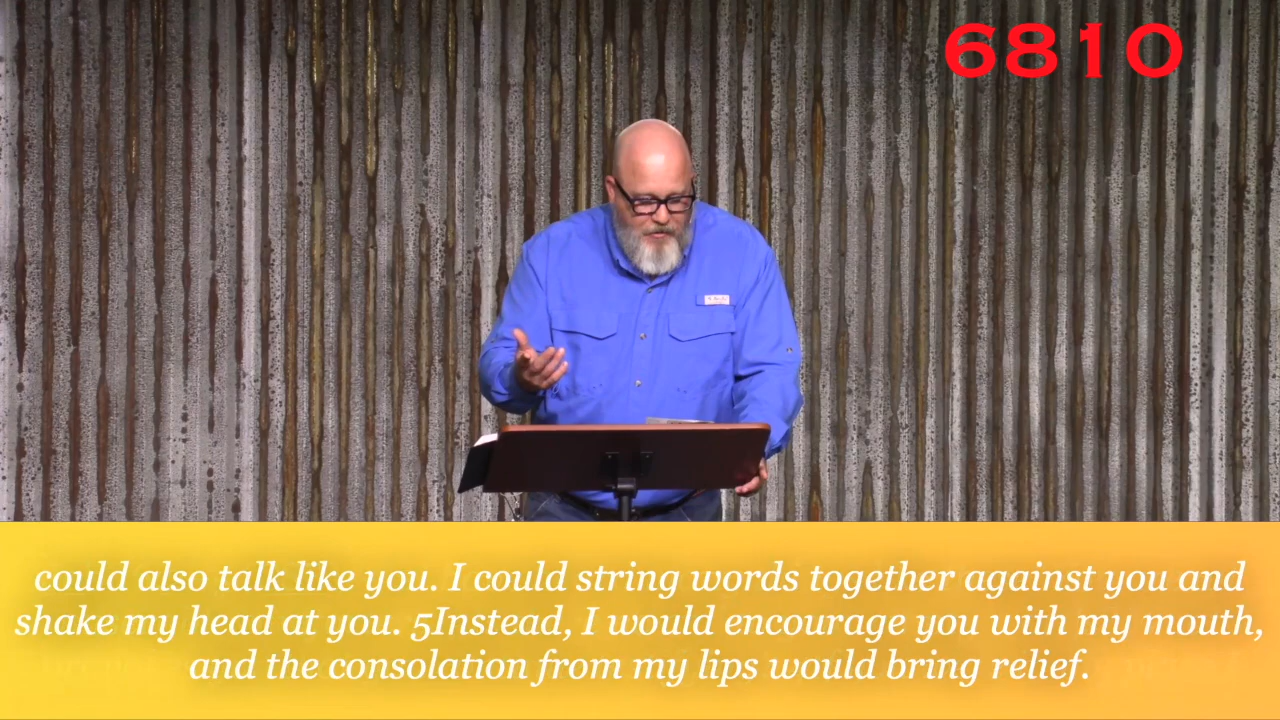 6810
could also talk like you. I could string words together against you and
shake my head at you. 5Instead, I would encourage you with my mouth,
and the consolation from my lips would bring relief.